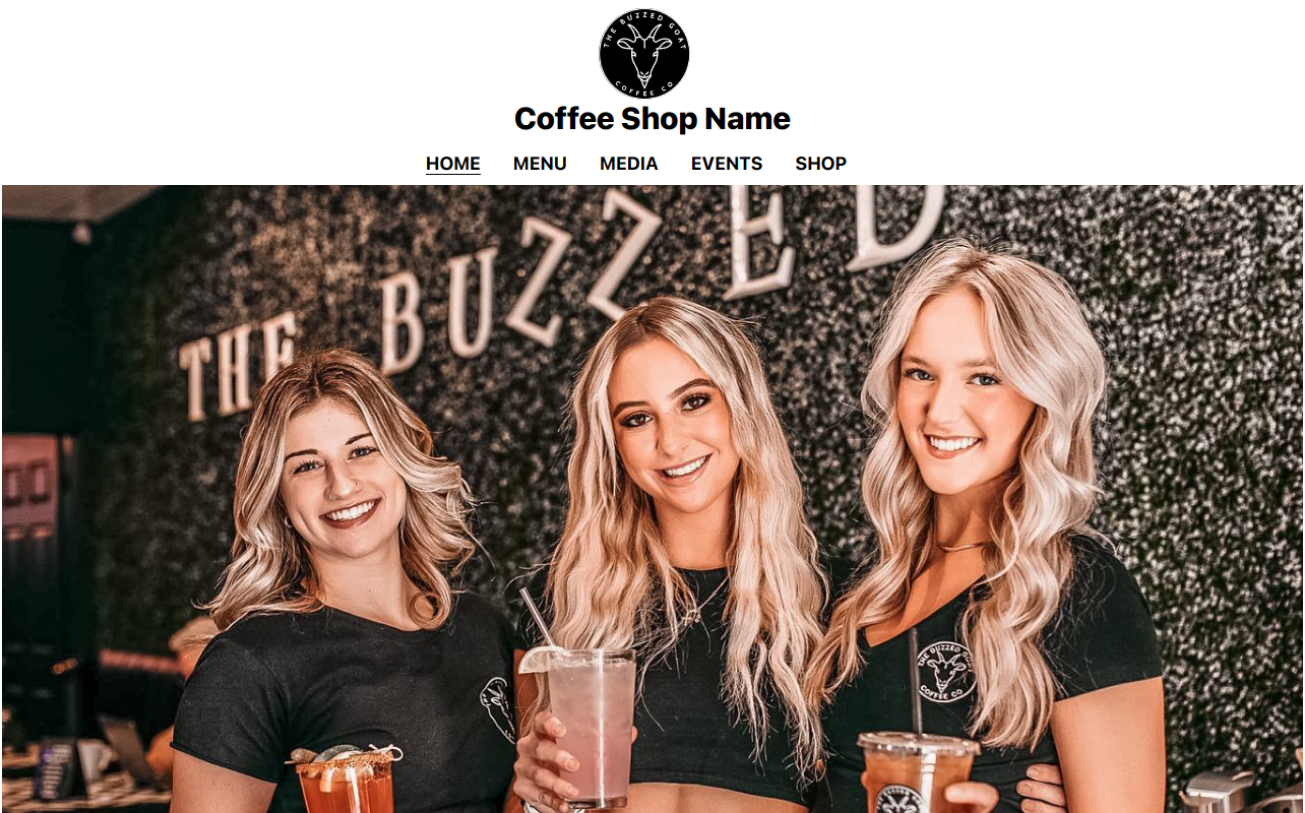 THE BUZZED GOAT
COFFEE CO
Coffee Shop Name
HOME MENU MEDIA EVENTS SHOP
THE BUZZED
THE BUZZED GOAT
COFFEE CO